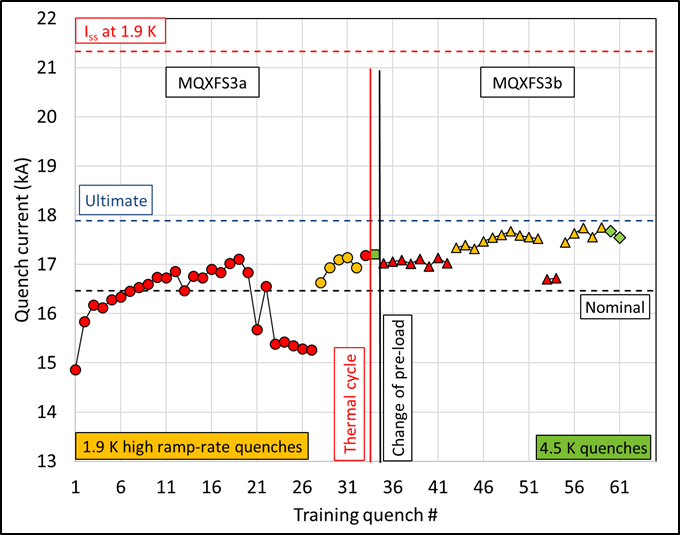 22
21
20
19
18
17
16
15
14
13
Quench current (kA)
Iss at 1.9 K
MQXFS3a
MQXFS3b
Ultimate
Nominal
Thermal cycle
Change of pre-load
1.9 K high ramp-rate quenches
4.5 K quenches
1 6 11 16 21 26 31 36 41 46 51 56 61
Training quench #